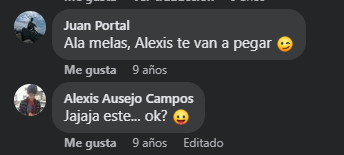 Juan Portal
Ala melas, Alexis te van a pegar 😉
Me gusta 9 años
Alexis Ausejo Campos
Jajaja este... ok? 😛
Me gusta 9 años Editado